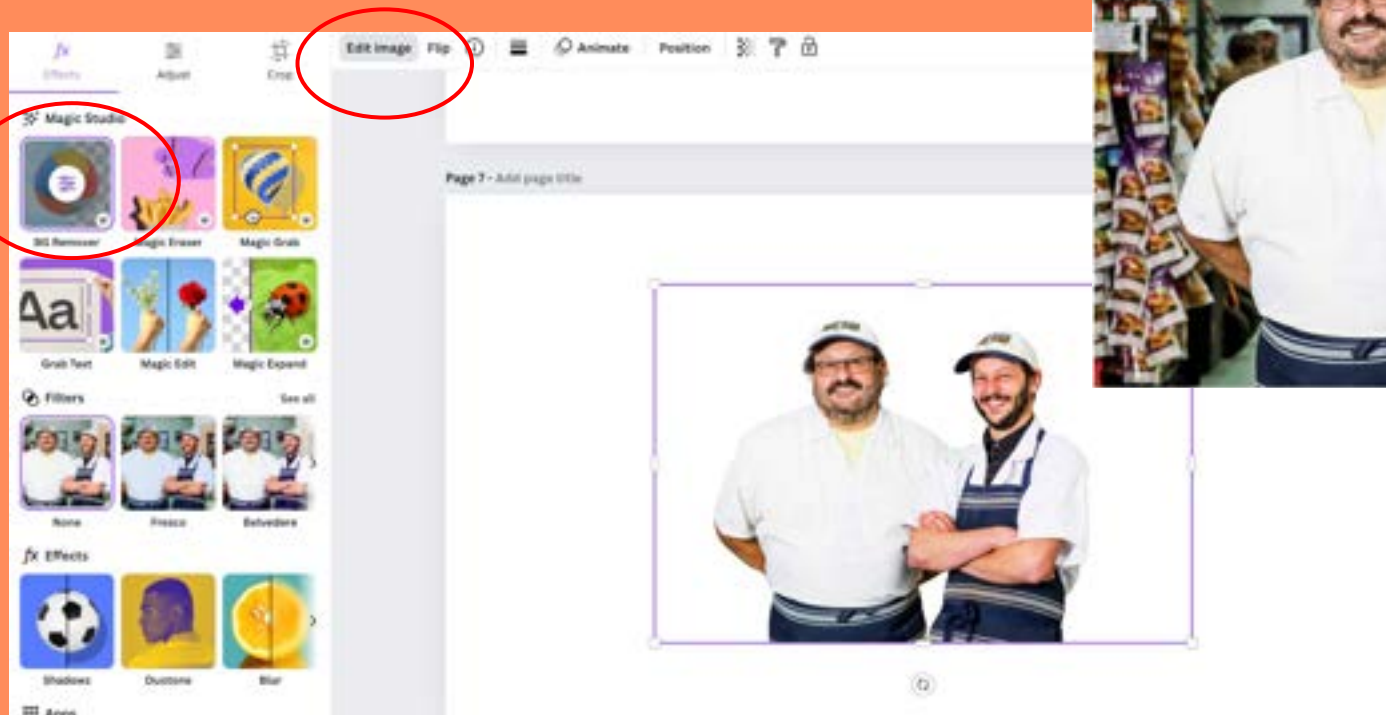 Effects
Adjust
Crop
Edit image
Flip
Animate
Position
Magic Studio
BG Remover
Magic Eraser
Magic Grab
Aa
Grab Text
Magic Edit
Magic Expand
Filters
See all
None
Fresco
Belvedere
fx Effects
Shadows
Duotone
Blur
Apps
Page 7 - Add page title